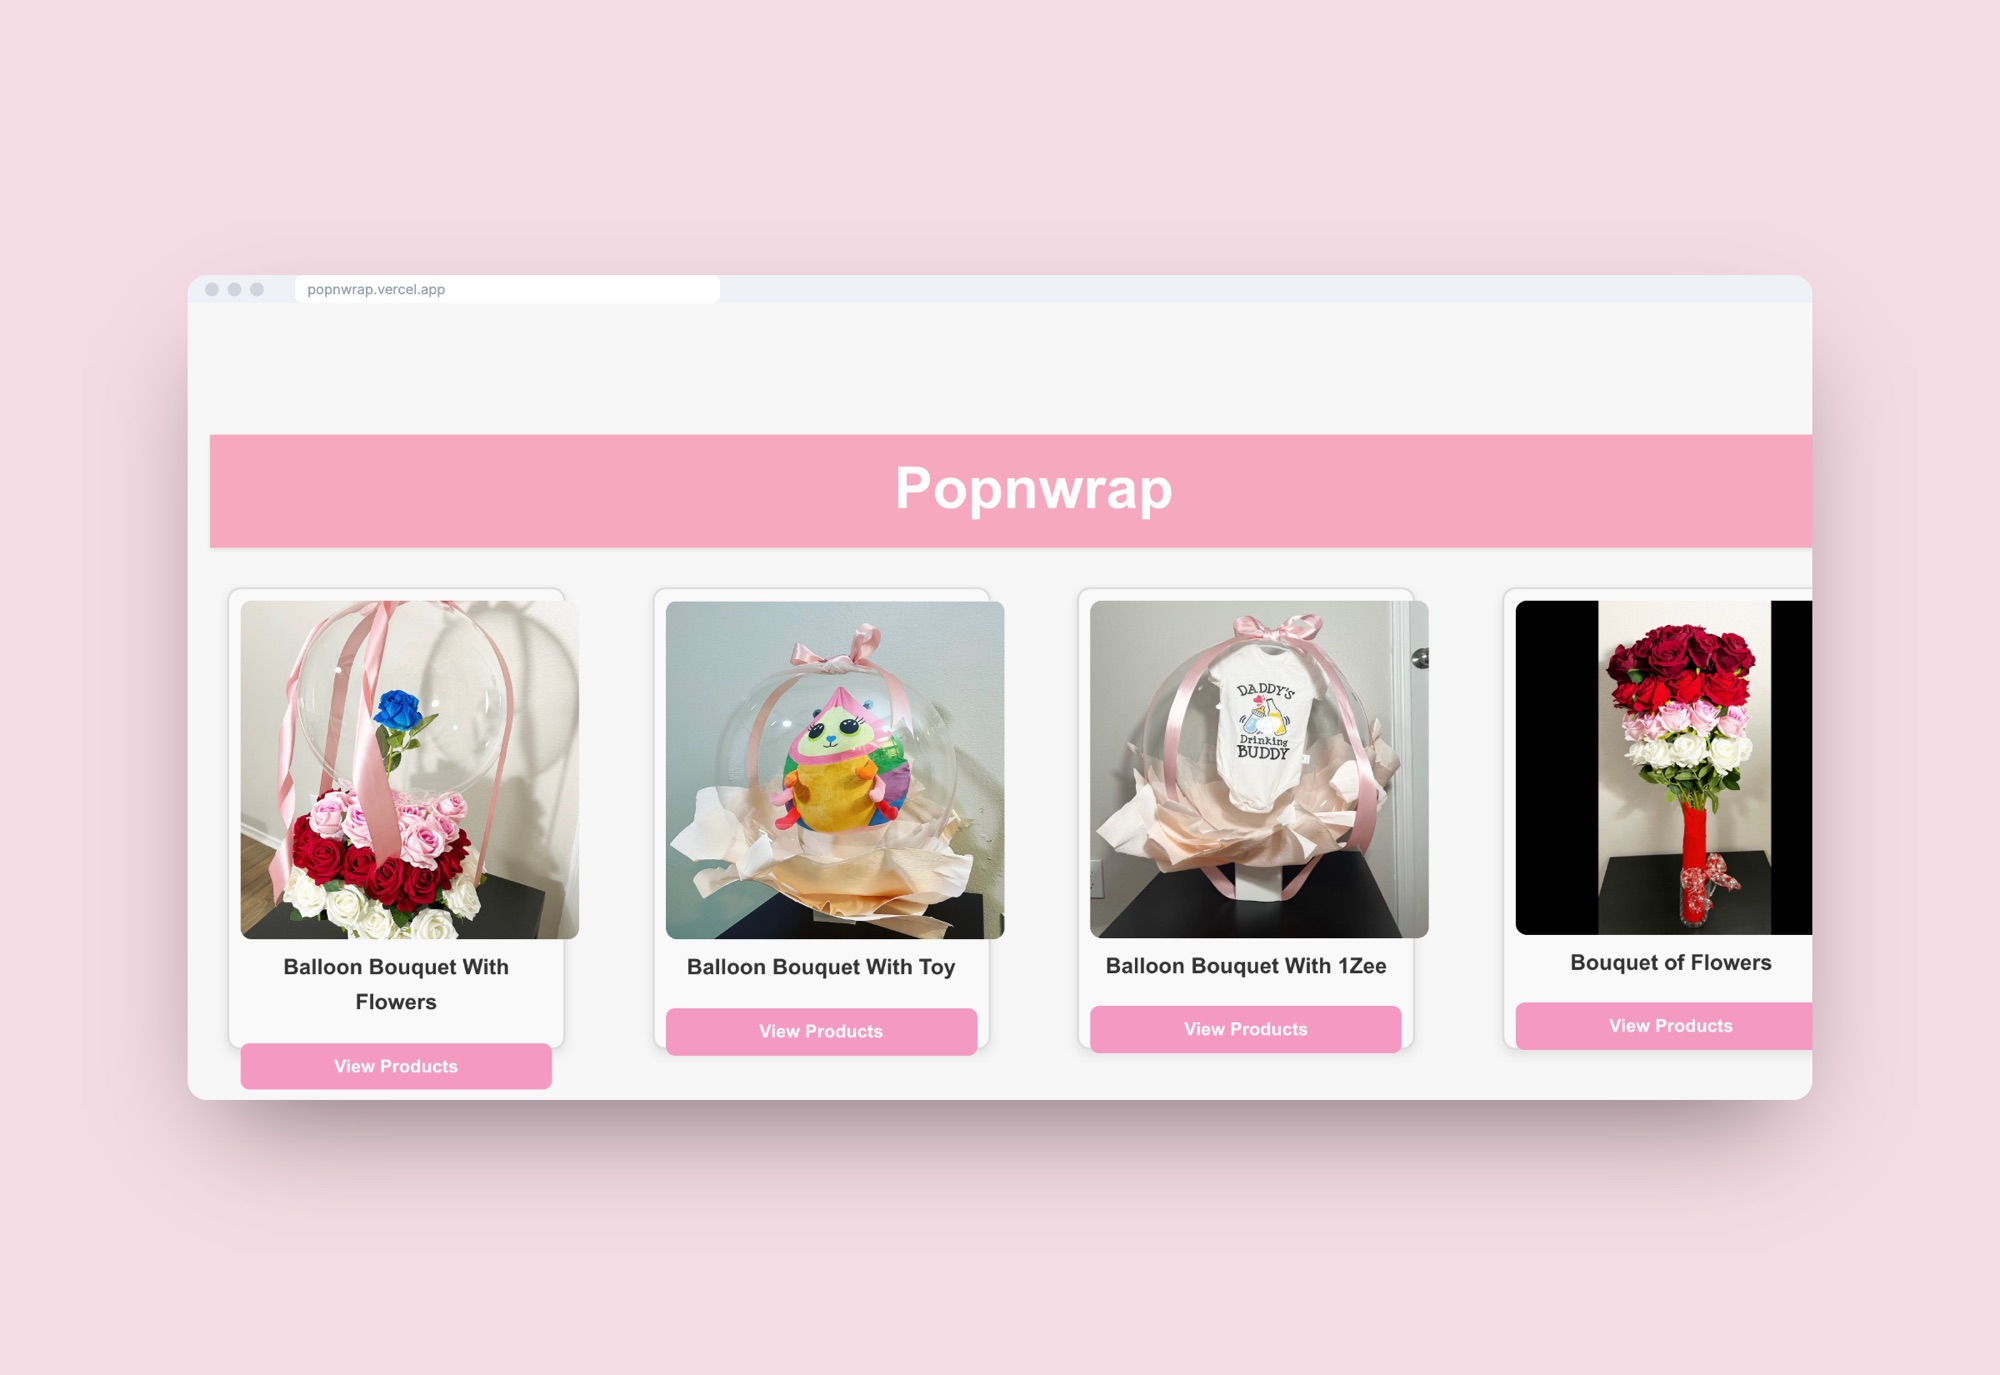 popnwrap.vercel.app
Popnwrap
DADDY'S
Drinking
BUDDY
Balloon Bouquet With
Flowers
View Products
Balloon Bouquet With Toy
View Products
Balloon Bouquet With 1Zee
View Products
Bouquet of Flowers
View Products